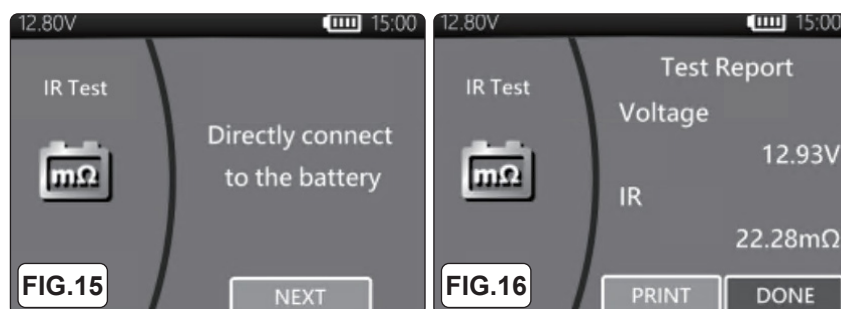 12.80V 15:00
IR Test
mΩ
Directly connect
to the battery
FIG.15
NEXT
12.80V 15:00
IR Test
mΩ
Test Report
Voltage
12.93V
IR
22.28mΩ
FIG.16
PRINT DONE